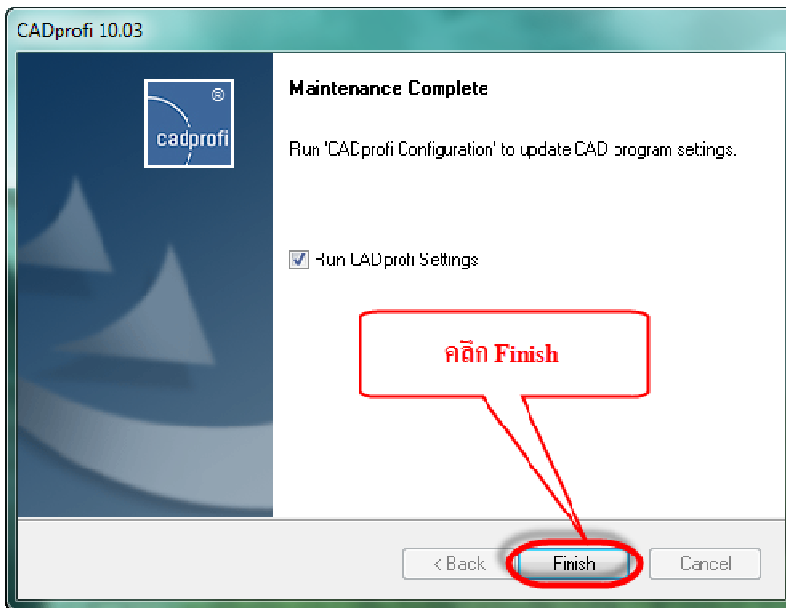 CADprofi 10.03
®
cadprofi
Maintenance Complete
Run 'CADprofi Configuration' to update CAD program settings.
Run CADprofi Settings
คลิก Finish
< Back
Finish
Cancel